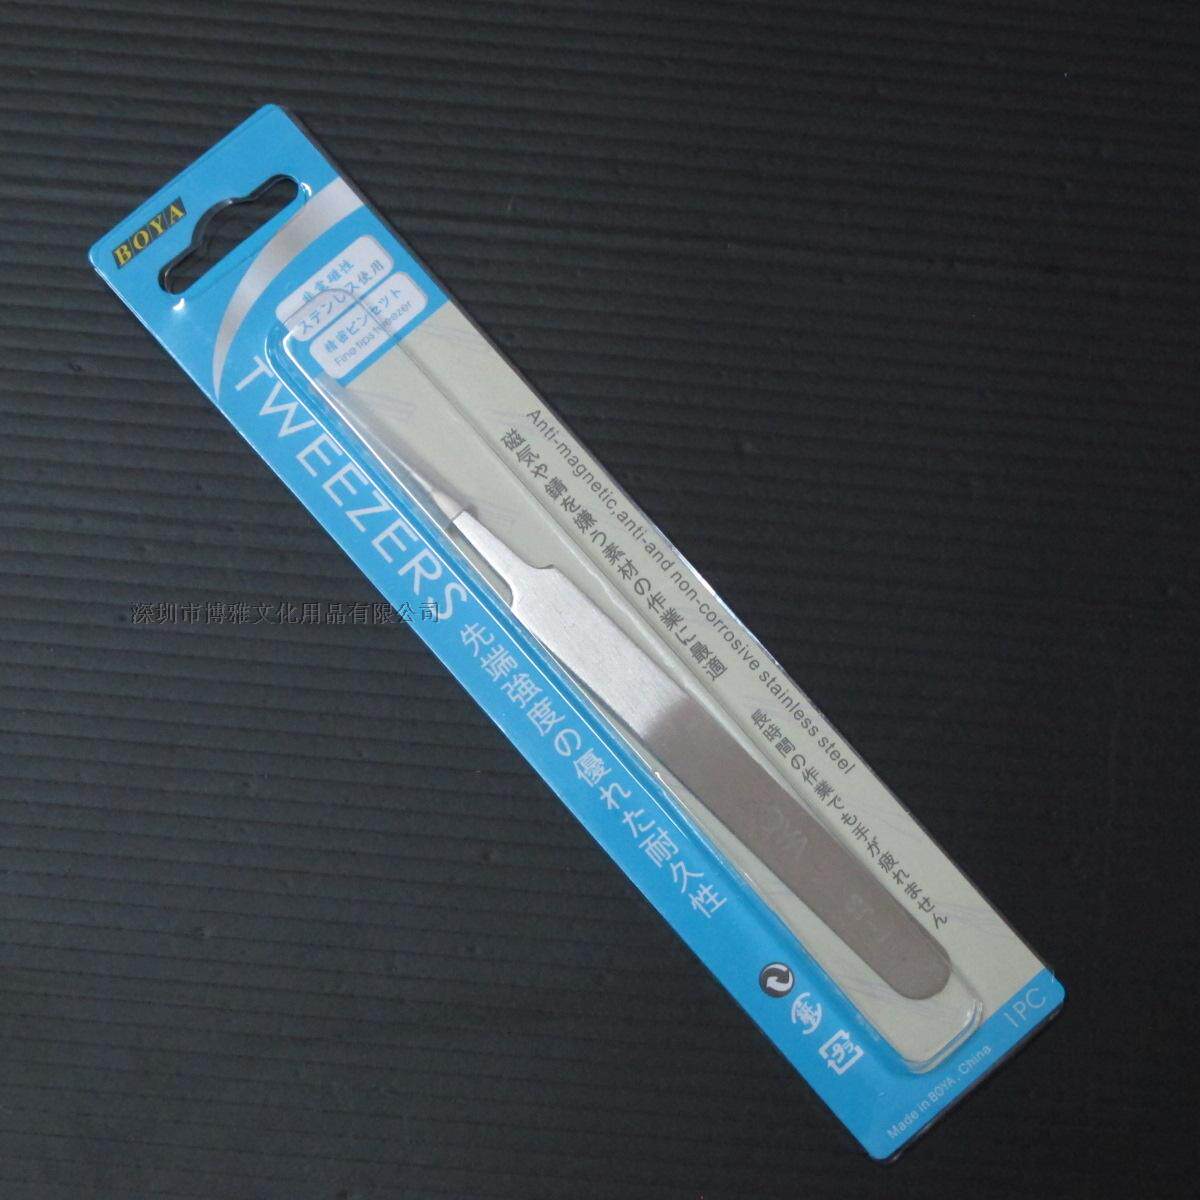 BOYA
非常磁性
ステンレス使用
精密ピンセット
Fine tips tweezer
TWEEZERS 先端強度の優れた耐久性
Anti-magnetic,anti-and non-corrosive stainless steel
磁気や錆を嫌う素材の作業に最適
長時間の作業でも手が疲れません
深圳市博雅文化用品有限公司
1PC
Made in BOYA . China